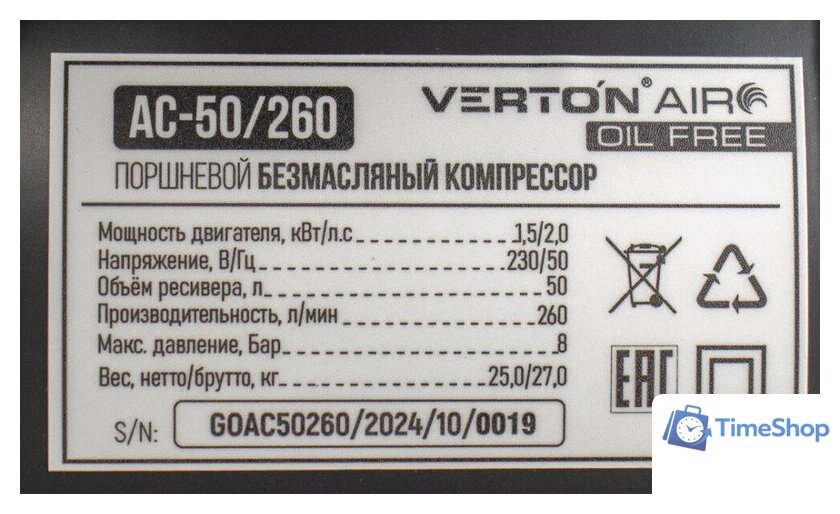 AC-50/260
VERTON® AIR
OIL FREE
ПОРШНЕВОЙ БЕЗМАСЛЯНЫЙ КОМПРЕССОР
Мощность двигателя, кВт/л.с 1,5/2,0
Напряжение, В/Гц 230/50
Объём ресивера, л. 50
Производительность, л/мин 260
Макс. давление, Бар 8
Вес, нетто/брутто, кг. 25,0/27,0
EAC
S/N: GOAC50260/2024/10/0019
TimeShop